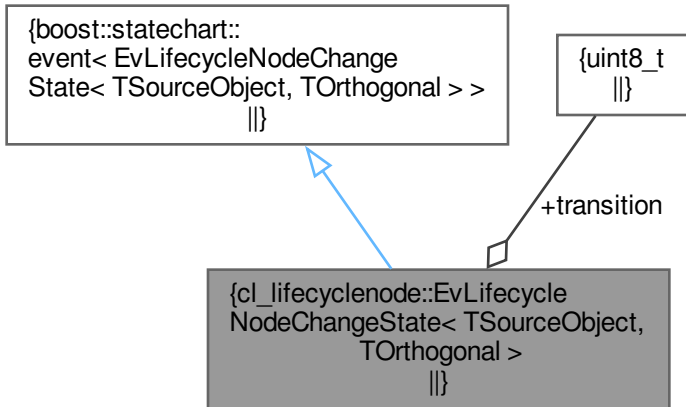 {boost::statechart::
event< EvLifecycleNodeChange
State< TSourceObject, TOrthogonal > >
||}
{uint8_t
||}
+transition
{cl_lifecyclenode::EvLifecycle
NodeChangeState< TSourceObject,
TOrthogonal >
||}